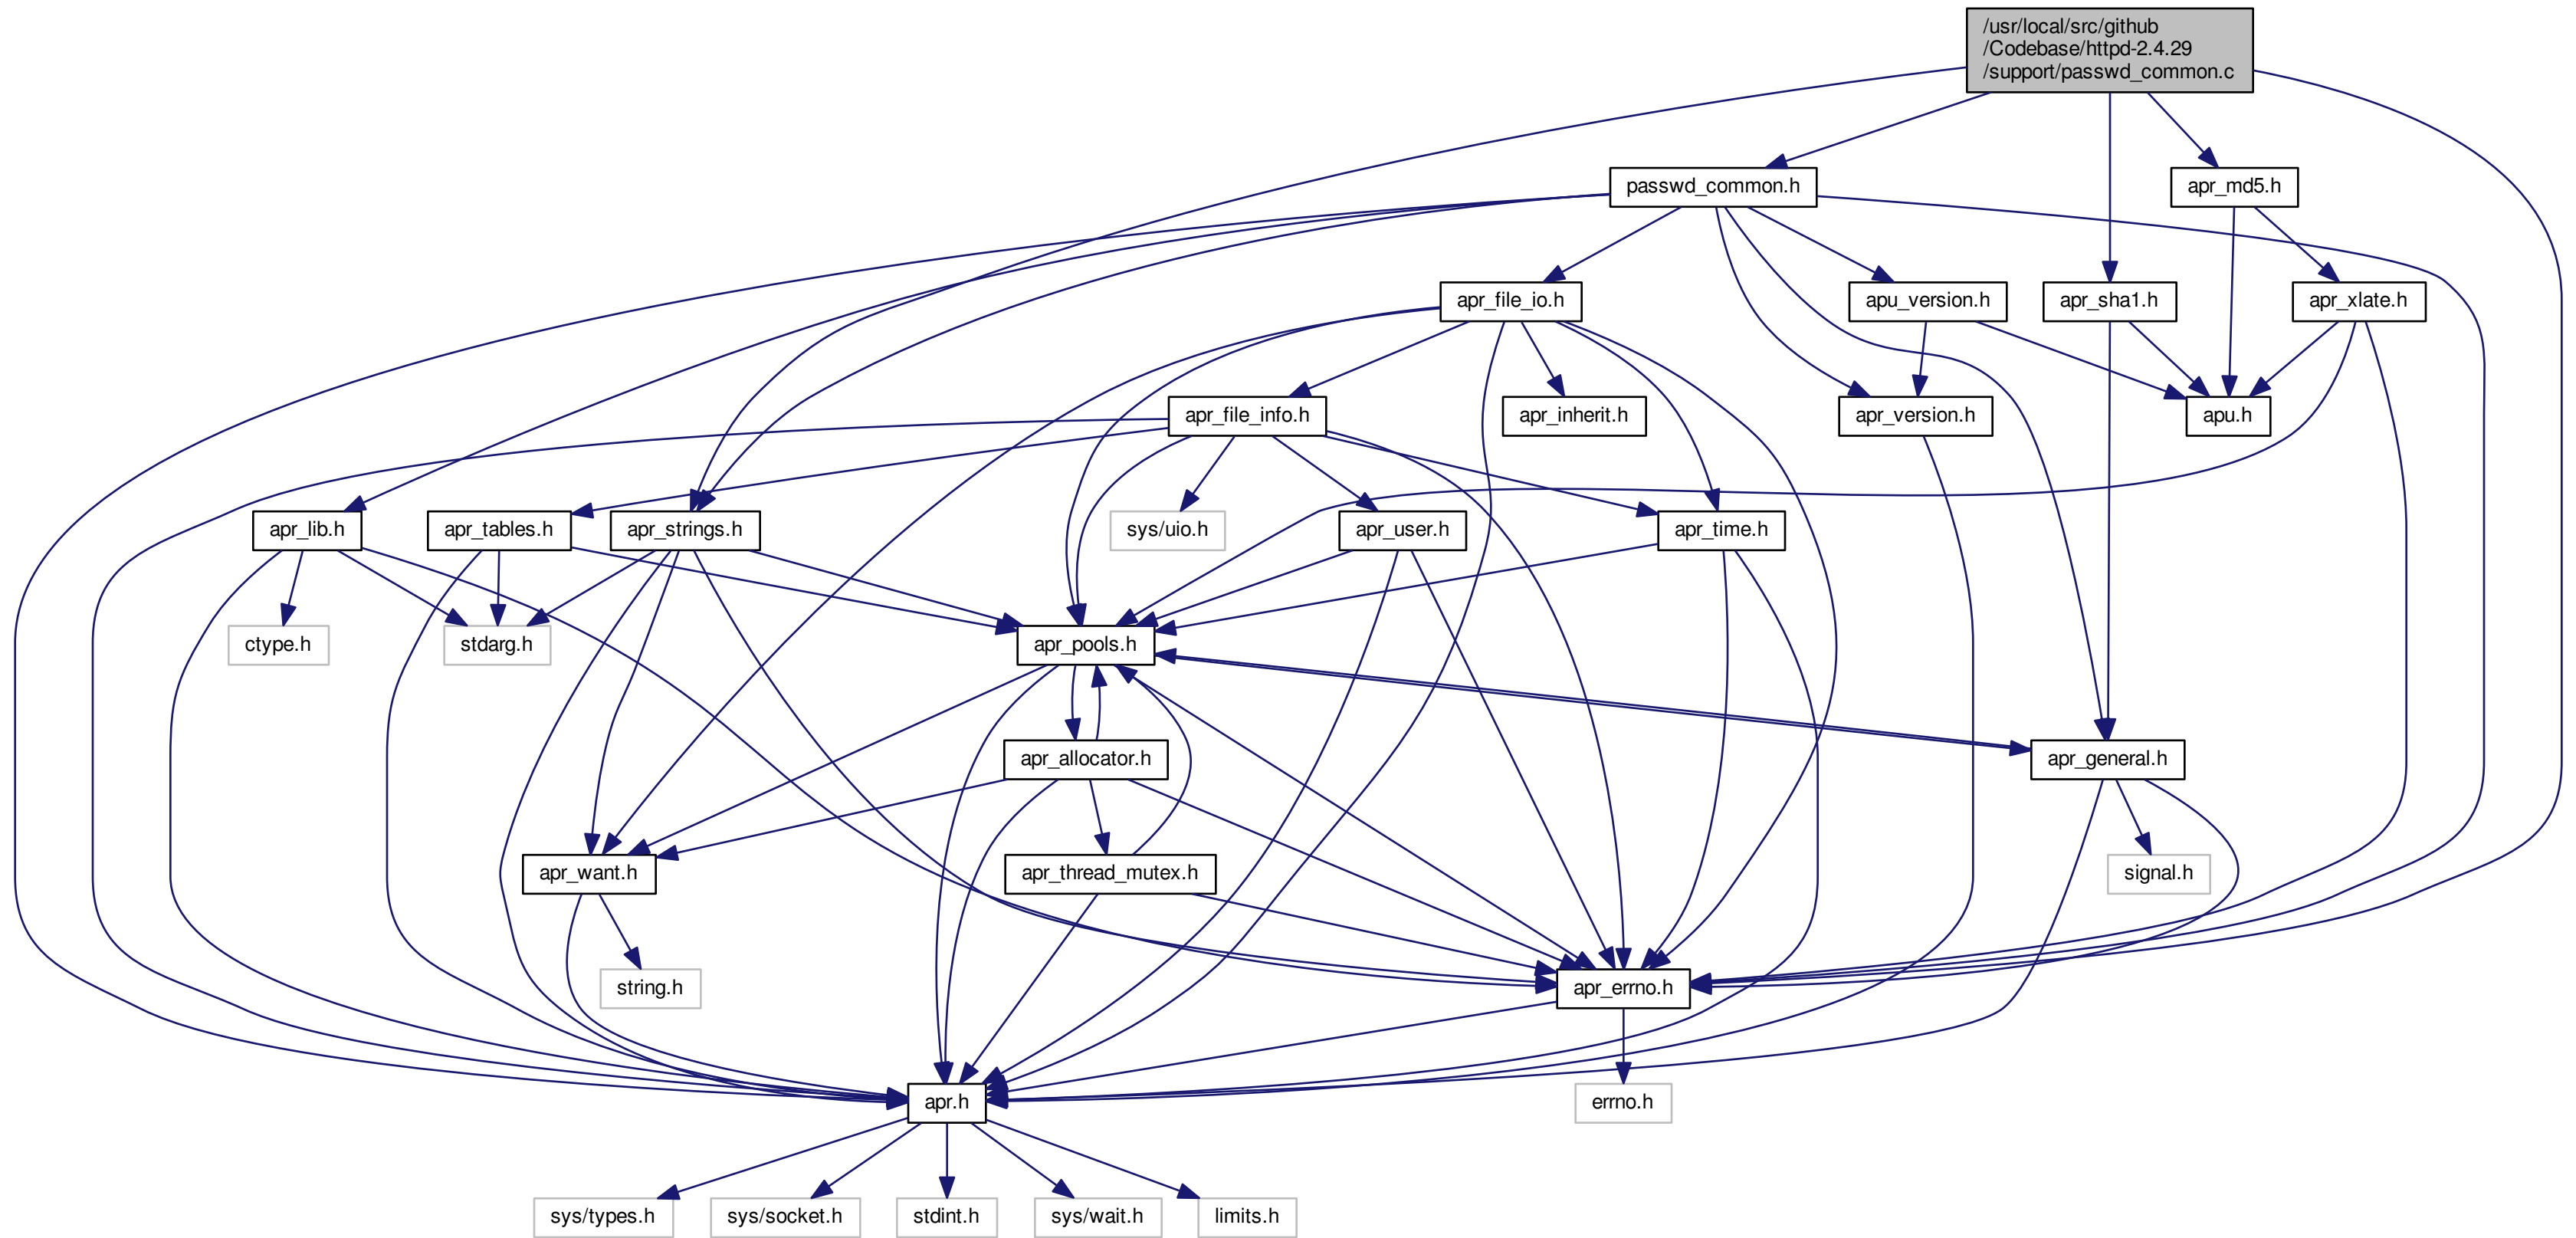 /usr/local/src/github
/Codebase/httpd-2.4.29
/support/passwd_common.c
passwd_common.h
apr_md5.h
apr_file_io.h
apu_version.h
apr_sha1.h
apr_xlate.h
apr_file_info.h
apr_inherit.h
apr_version.h
apu.h
apr_lib.h
apr_tables.h
apr_strings.h
sys/uio.h
apr_user.h
apr_time.h
ctype.h
stdarg.h
apr_pools.h
apr_allocator.h
apr_general.h
apr_want.h
apr_thread_mutex.h
signal.h
string.h
apr_errno.h
apr.h
errno.h
sys/types.h
sys/socket.h
stdint.h
sys/wait.h
limits.h